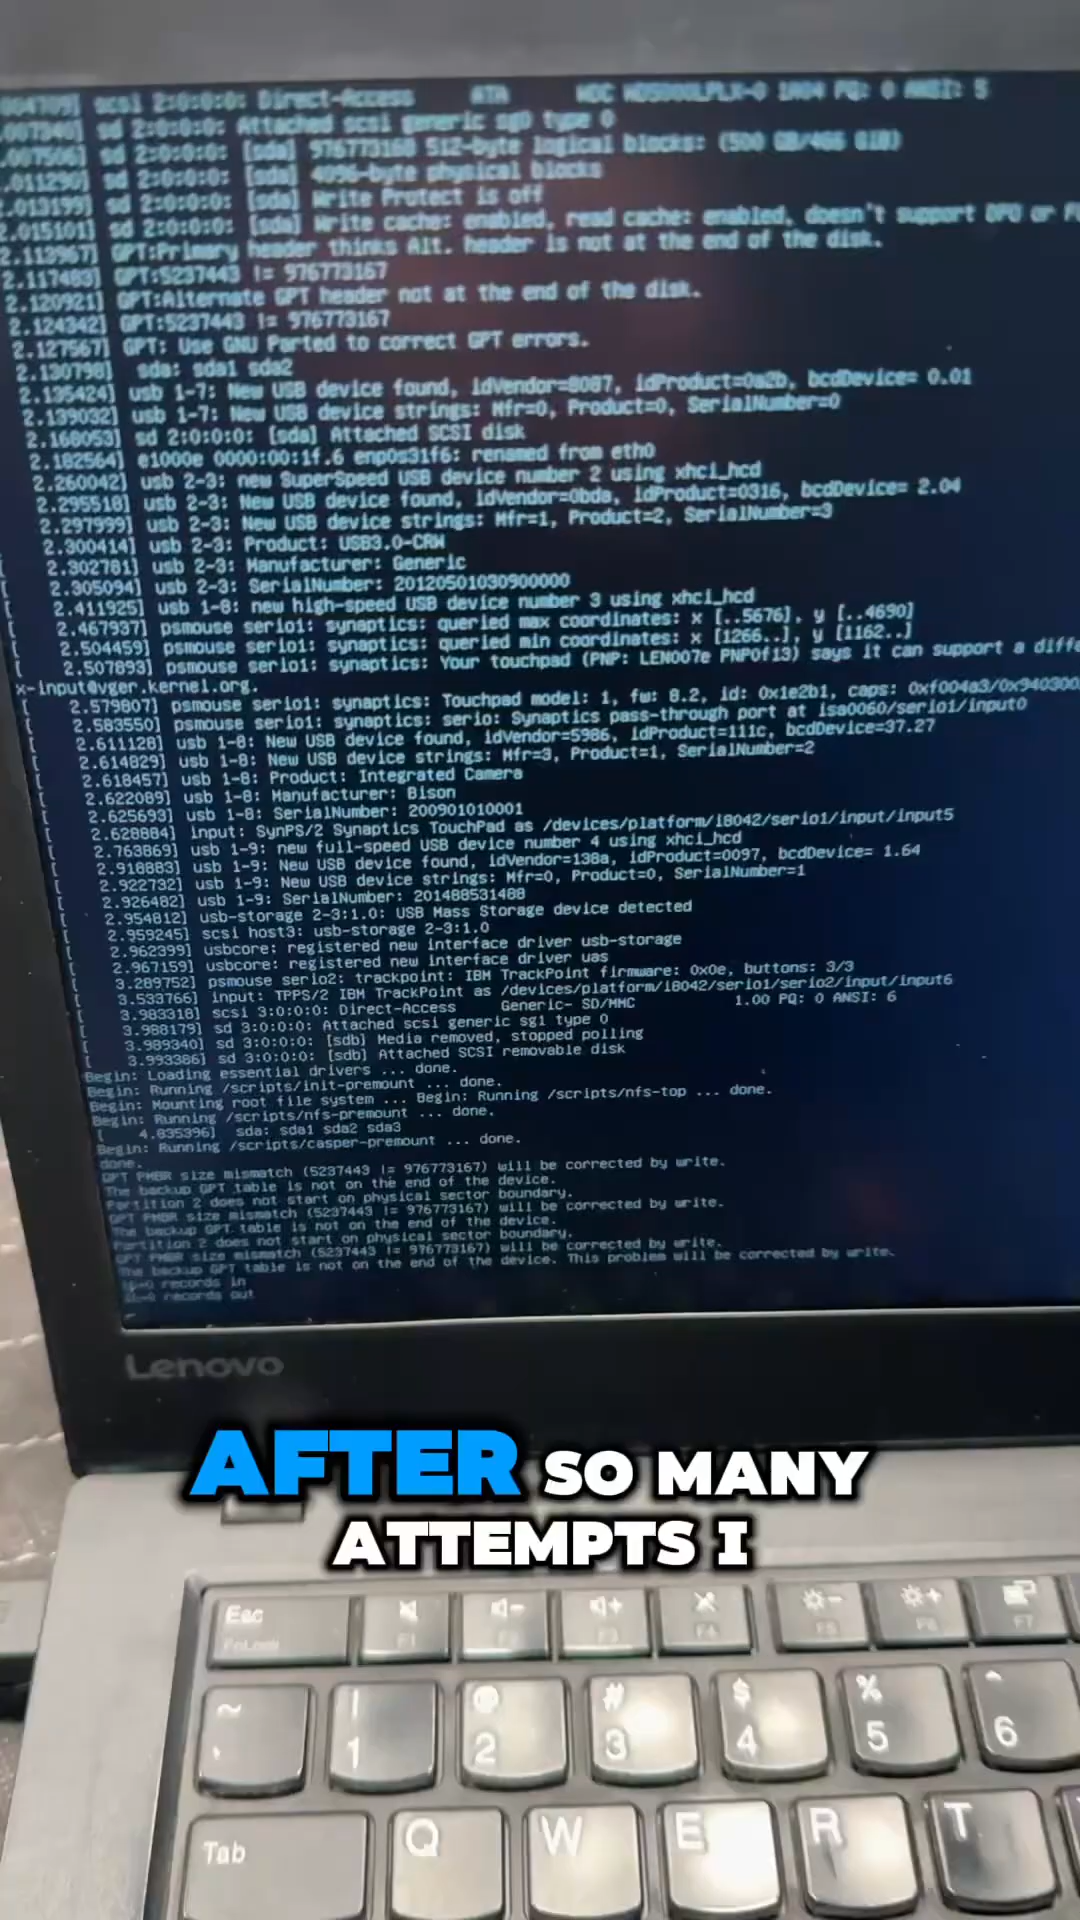 004709] scsi 2:0:0:0: Direct-Access ATA WDC PQ: 0 ANSI: 5
sd 2:0:0:0: Attached scsi generic sg0 type 0
sd 2:0:0:0: [sda] 976773168 512-byte logical blocks: (500 GB/466 GiB)
.011290] sd 2:0:0:0: [sda] 4096-byte physical blocks
.013199] sd 2:0:0:0: [sda] Write Protect is off
2.015101] sd 2:0:0:0: [sda] Write cache: enabled, read cache: enabled, doesn't support DPO or FU
2.113967] GPT:Primary header thinks Alt. header is not at the end of the disk.
2.117483] GPT:5237443 != 976773167
2.120921] GPT:Alternate GPT header not at the end of the disk.
2.124342] GPT:5237443 != 976773167
2.127567] GPT: Use GNU Parted to correct GPT errors.
2.130798] sda: sda1 sda2
2.135424] usb 1-7: New USB device found, idVendor=8087, idProduct=0a2b, bcdDevice= 0.01
2.139032] usb 1-7: New USB device strings: Mfr=0, Product=0, SerialNumber=0
2.168053] sd 2:0:0:0: [sda] Attached SCSI disk
2.182564] e1000e 0000:00:1f.6 enp0s31f6: renamed from eth0
2.260042] usb 2-3: new SuperSpeed USB device number 2 using xhci_hcd
2.295518] usb 2-3: New USB device found, idVendor=0bda, idProduct=0316, bcdDevice= 2.04
2.297999] usb 2-3: New USB device strings: Mfr=1, Product=2, SerialNumber=3
2.300414] usb 2-3: Product: USB3.0-CRW
[ 2.302781] usb 2-3: Manufacturer: Generic
[ 2.305094] usb 2-3: SerialNumber: 20120501030900000
[ 2.411925] usb 1-8: new high-speed USB device number 3 using xhci_hcd
[ 2.467937] psmouse serio1: synaptics: queried max coordinates: x [..5676], y [..4690]
[ 2.504459] psmouse serio1: synaptics: queried min coordinates: x [1266..], y [1162..]
[ 2.507893] psmouse serio1: synaptics: Your touchpad (PNP: LEN007e PNP0f13) says it can support a diffe
x-input@vger.kernel.org.
[ 2.579807] psmouse serio1: synaptics: Touchpad model: 1, fw: 8.2, id: 0x1e2b1, caps: 0xf004a3/0x940300
[ 2.583550] psmouse serio1: synaptics: serio: Synaptics pass-through port at isa0060/serio1/input0
[ 2.611128] usb 1-8: New USB device found, idVendor=5986, idProduct=111c, bcdDevice=37.27
[ 2.614829] usb 1-8: New USB device strings: Mfr=3, Product=1, SerialNumber=2
[ 2.618457] usb 1-8: Product: Integrated Camera
[ 2.622089] usb 1-8: Manufacturer: Bison
[ 2.625693] usb 1-8: SerialNumber: 200901010001
[ 2.628884] input: SynPS/2 Synaptics TouchPad as /devices/platform/i8042/serio1/input/input5
[ 2.763869] usb 1-9: new full-speed USB device number 4 using xhci_hcd
[ 2.918883] usb 1-9: New USB device found, idVendor=138a, idProduct=0097, bcdDevice= 1.64
[ 2.922732] usb 1-9: New USB device strings: Mfr=0, Product=0, SerialNumber=1
[ 2.926482] usb 1-9: SerialNumber: 201488531488
[ 2.954812] usb-storage 2-3:1.0: USB Mass Storage device detected
[ 2.959245] scsi host3: usb-storage 2-3:1.0
[ 2.962399] usbcore: registered new interface driver usb-storage
[ 2.967159] usbcore: registered new interface driver uas
[ 3.289752] psmouse serio2: trackpoint: IBM TrackPoint firmware: 0x0e, buttons: 3/3
[ 3.533766] input: TPPS/2 IBM TrackPoint as /devices/platform/i8042/serio1/serio2/input/input6
[ 3.983318] scsi 3:0:0:0: Direct-Access Generic- SD/MMC 1.00 PQ: 0 ANSI: 6
[ 3.988179] sd 3:0:0:0: Attached scsi generic sg1 type 0
[ 3.989340] sd 3:0:0:0: [sdb] Media removed, stopped polling
[ 3.993386] sd 3:0:0:0: [sdb] Attached SCSI removable disk
Begin: Loading essential drivers ... done.
Begin: Running /scripts/init-premount ... done.
Begin: Mounting root file system ... Begin: Running /scripts/nfs-top ... done.
Begin: Running /scripts/nfs-premount ... done.
[ 4.835396] sda: sda1 sda2 sda3
Begin: Running /scripts/casper-premount ... done.
done.
GPT PMBR size mismatch (5237443 != 976773167) will be corrected by write.
The backup GPT table is not on the end of the device.
Partition 2 does not start on physical sector boundary.
GPT PMBR size mismatch (5237443 != 976773167) will be corrected by write.
The backup GPT table is not on the end of the device.
Partition 2 does not start on physical sector boundary.
GPT PMBR size mismatch (5237443 != 976773167) will be corrected by write.
The backup GPT table is not on the end of the device. This problem will be corrected by write.
records in
records out
Lenovo
AFTER SO MANY
ATTEMPTS I
Esc F1 F2 F3 F4 F5 F6 F7
FnLock
~ ! @ # $ % ^
` 1 2 3 4 5 6
Tab Q W E R T